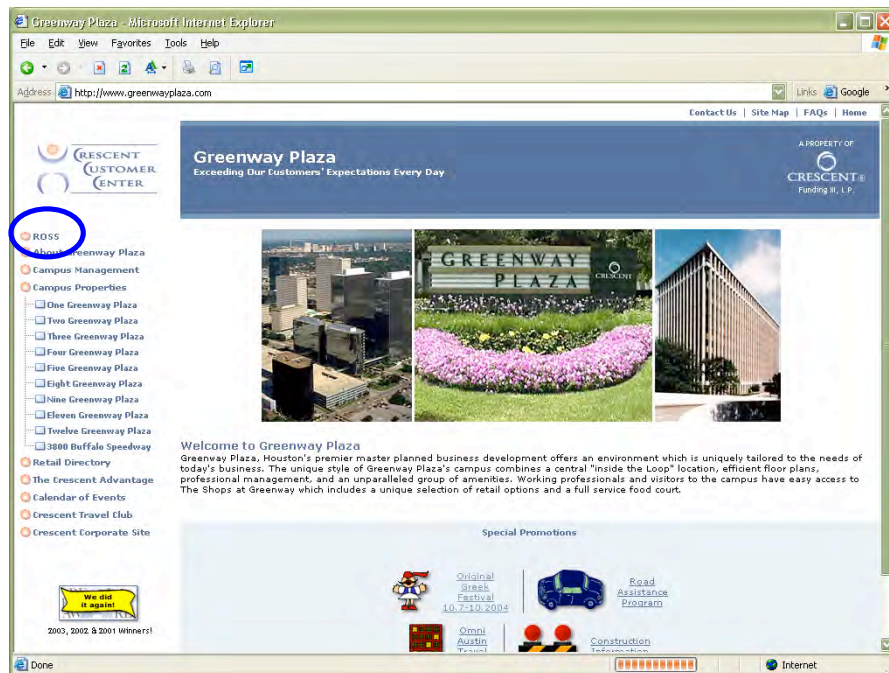 Greenway Plaza - Microsoft Internet Explorer
File Edit View Favorites Tools Help
Address http://www.greenwayplaza.com Links Google
Contact Us | Site Map | FAQs | Home
CRESCENT
CUSTOMER
CENTER
Greenway Plaza
Exceeding Our Customers' Expectations Every Day
A PROPERTY OF
CRESCENT
Funding III, L.P.
ROSS
About Greenway Plaza
Campus Management
Campus Properties
One Greenway Plaza
Two Greenway Plaza
Three Greenway Plaza
Four Greenway Plaza
Five Greenway Plaza
Eight Greenway Plaza
Nine Greenway Plaza
Eleven Greenway Plaza
Twelve Greenway Plaza
3800 Buffalo Speedway
Retail Directory
The Crescent Advantage
Calendar of Events
Crescent Travel Club
Crescent Corporate Site
GREENWAY
PLAZA
CRESCENT
Welcome to Greenway Plaza
Greenway Plaza, Houston's premier master planned business development offers an environment which is uniquely tailored to the needs of
today's business. The unique style of Greenway Plaza's campus combines a central "inside the Loop" location, efficient floor plans,
professional management, and an unparalleled group of amenities. Working professionals and visitors to the campus have easy access to
The Shops at Greenway which includes a unique selection of retail options and a full service food court.
Special Promotions
Original
Greek
Festival
10.7-10.2004
Road
Assistance
Program
Omni
Austin
Travel
Construction
Information
We did
it again!
2003, 2002 & 2001 Winners!
Done Internet